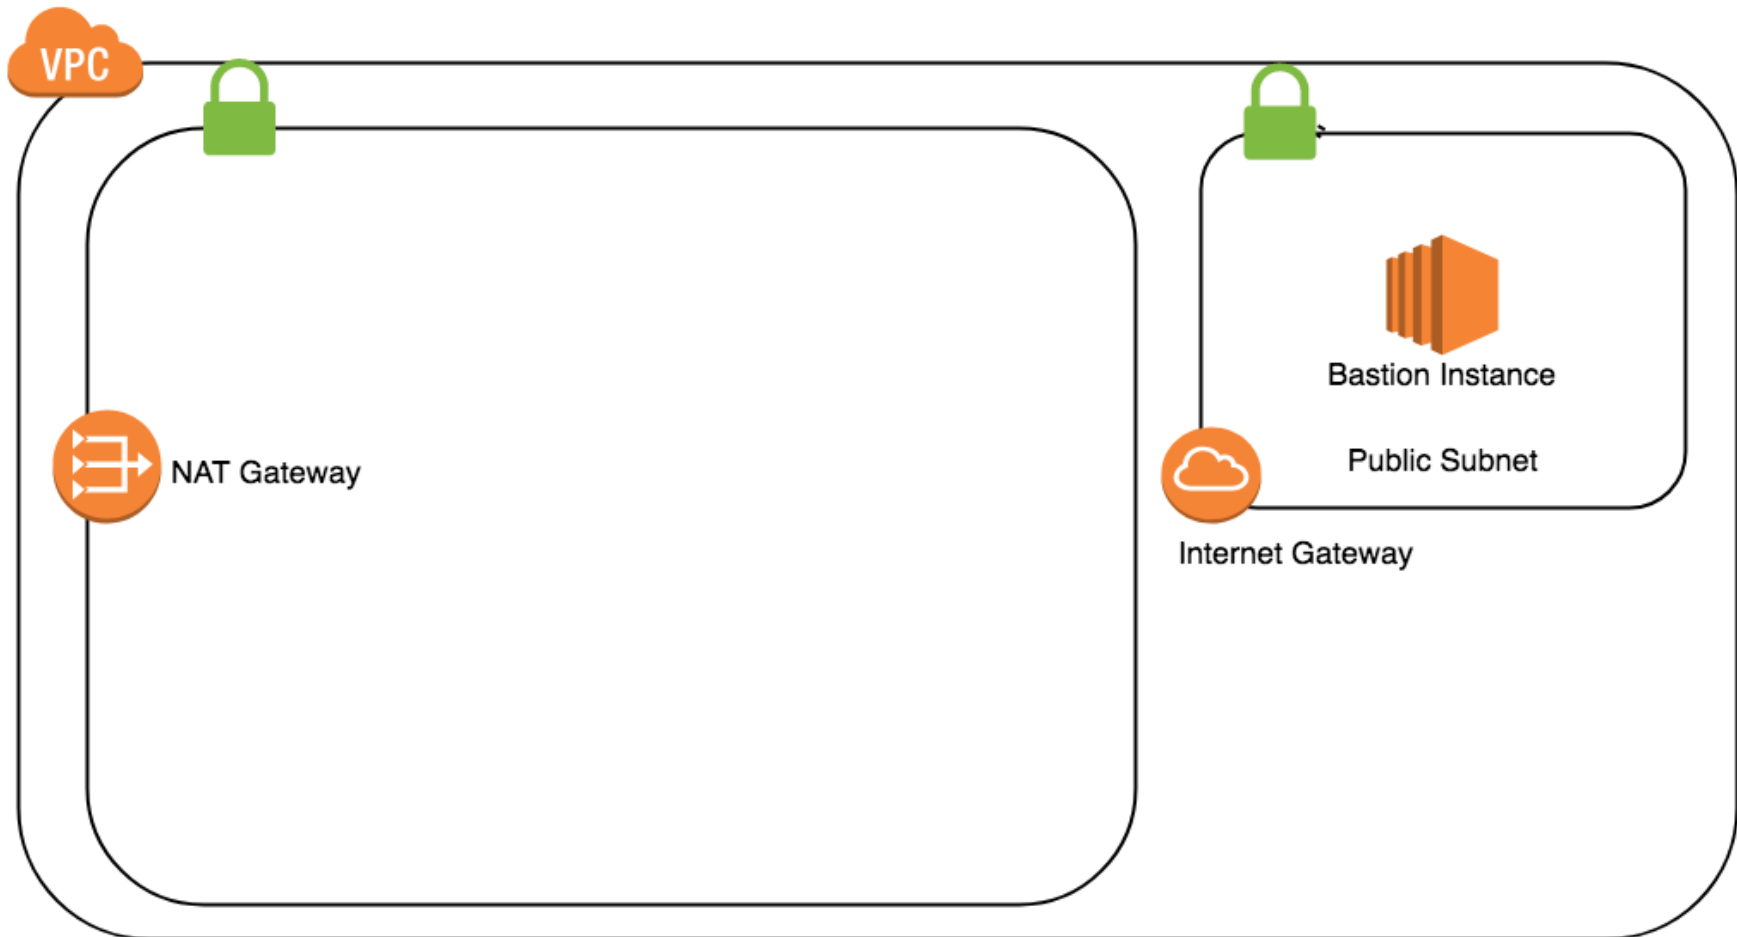 VPC
Bastion Instance
Public Subnet
NAT Gateway
Internet Gateway